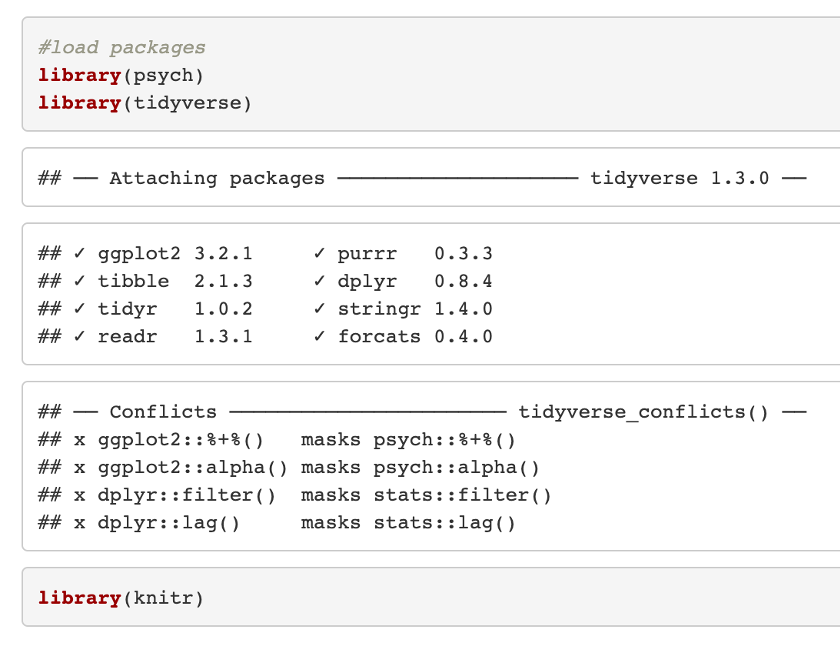 #load packages
library(psych)
library(tidyverse)
## ── Attaching packages ──────────────────── tidyverse 1.3.0 ──
## ✓ ggplot2 3.2.1     ✓ purrr   0.3.3
## ✓ tibble  2.1.3     ✓ dplyr   0.8.4
## ✓ tidyr   1.0.2     ✓ stringr 1.4.0
## ✓ readr   1.3.1     ✓ forcats 0.4.0
## ── Conflicts ─────────────────────── tidyverse_conflicts() ──
## x ggplot2::%+%()   masks psych::%+%()
## x ggplot2::alpha() masks psych::alpha()
## x dplyr::filter()  masks stats::filter()
## x dplyr::lag()     masks stats::lag()
library(knitr)